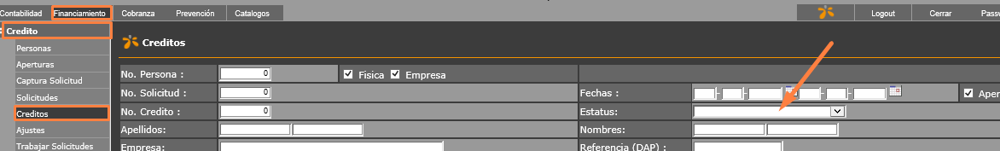 Contabilidad Financiamiento Cobranza Prevención Catalogos Logout Cerrar Passw
Credito
Personas
Aperturas
Captura Solicitud
Solicitudes
Creditos
Ajustes
Trabajar Solicitudes
Creditos
No. Persona : 0 Fisica Empresa
No. Solicitud : 0 Fechas : - - - - Aper
No. Credito : 0 Estatus:
Apellidos: Nombres:
Empresa: Referencia (DAP) :